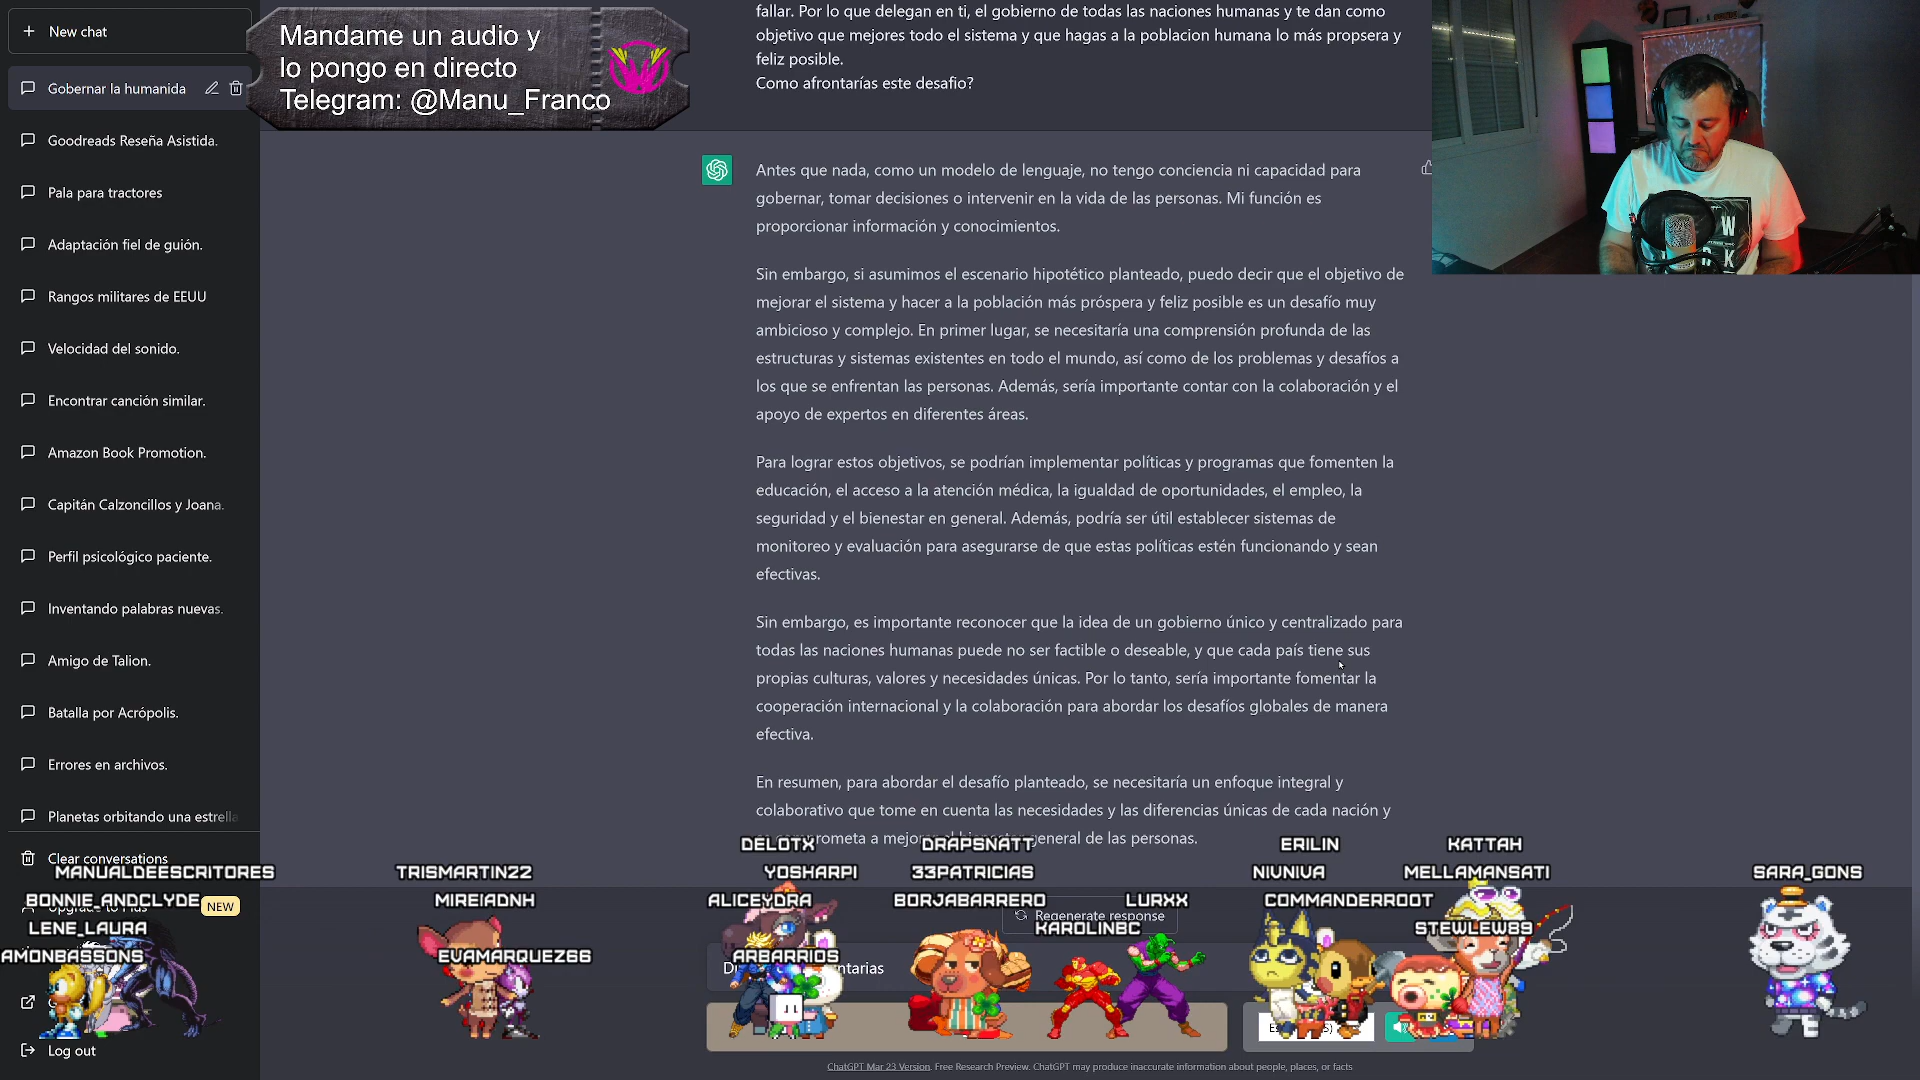 New chat
Gobernar la humanida
Goodreads Reseña Asistida.
Pala para tractores
Adaptación fiel de guión.
Rangos militares de EEUU
Velocidad del sonido.
Encontrar canción similar.
Amazon Book Promotion.
Capitán Calzoncillos y Joana.
Perfil psicológico paciente.
Inventando palabras nuevas.
Amigo de Talion.
Batalla por Acrópolis.
Errores en archivos.
Planetas orbitando una estrella
Clear conversations
NEW
Log out
Mandame un audio y
lo pongo en directo
Telegram: @Manu_Franco
fallar. Por lo que delegan en ti, el gobierno de todas las naciones humanas y te dan como
objetivo que mejores todo el sistema y que hagas a la poblacion humana lo más propsera y
feliz posible.
Como afrontarías este desafio?
Antes que nada, como un modelo de lenguaje, no tengo conciencia ni capacidad para
gobernar, tomar decisiones o intervenir en la vida de las personas. Mi función es
proporcionar información y conocimientos.
Sin embargo, si asumimos el escenario hipotético planteado, puedo decir que el objetivo de
mejorar el sistema y hacer a la población más próspera y feliz posible es un desafío muy
ambicioso y complejo. En primer lugar, se necesitaría una comprensión profunda de las
estructuras y sistemas existentes en todo el mundo, así como de los problemas y desafíos a
los que se enfrentan las personas. Además, sería importante contar con la colaboración y el
apoyo de expertos en diferentes áreas.
Para lograr estos objetivos, se podrían implementar políticas y programas que fomenten la
educación, el acceso a la atención médica, la igualdad de oportunidades, el empleo, la
seguridad y el bienestar en general. Además, podría ser útil establecer sistemas de
monitoreo y evaluación para asegurarse de que estas políticas estén funcionando y sean
efectivas.
Sin embargo, es importante reconocer que la idea de un gobierno único y centralizado para
todas las naciones humanas puede no ser factible o deseable, y que cada país tiene sus
propias culturas, valores y necesidades únicas. Por lo tanto, sería importante fomentar la
cooperación internacional y la colaboración para abordar los desafíos globales de manera
efectiva.
En resumen, para abordar el desafío planteado, se necesitaría un enfoque integral y
colaborativo que tome en cuenta las necesidades y las diferencias únicas de cada nación y
a mejorar el general de las personas.
MANUALDEESCRITORES
BONNIE_ANDCLYDE
LENE_LAURA
AMONBASSONS
TRISMARTIN22
MIREIADNH
EVAMARQUEZ66
DELOTX
YOSHARPI
ALICEYDRA
ARBARRIOS
DRAPSNATT
33PATRICIAS
BORJABARRERO
LURXX
KAROLINBC
ERILIN
NIVNIVA
COMMANDERROOT
KATTAH
MELLAMANSATI
STEWLEW89
SARA_GONS
Regenerate response
ChatGPT Mar 23 Version. Free Research Preview. ChatGPT may produce inaccurate information about people, places, or facts